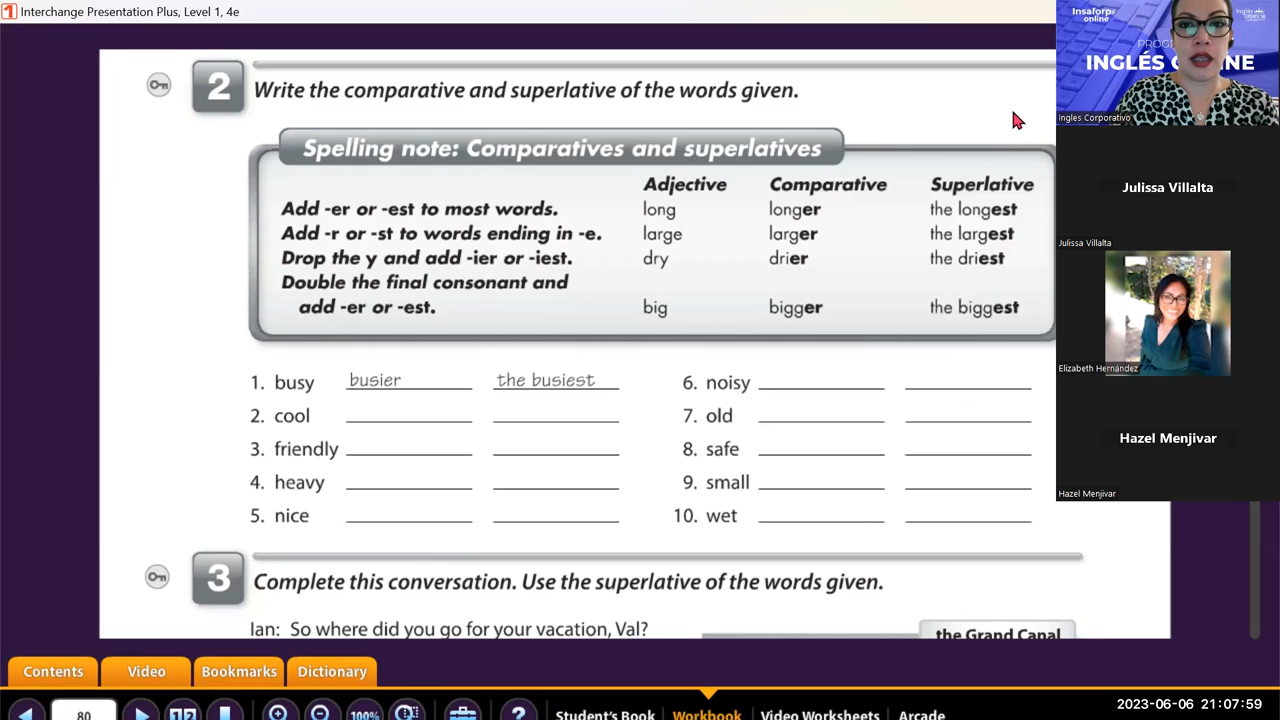 Interchange Presentation Plus, Level 1, 4e
2 Write the comparative and superlative of the words given.
Spelling note: Comparatives and superlatives
Adjective Comparative Superlative
Add -er or -est to most words. long longer the longest
Add -r or -st to words ending in -e. large larger the largest
Drop the y and add -ier or -iest. dry drier the driest
Double the final consonant and
add -er or -est. big bigger the biggest
1. busy busier the busiest
2. cool
3. friendly
4. heavy
5. nice
6. noisy
7. old
8. safe
9. small
10. wet
3 Complete this conversation. Use the superlative of the words given.
Ian: So where did you go for your vacation, Val?
the Grand Canal
Insaforp
online
INGLÉS
NE
Ingles Corporativo
Julissa Villalta
Julissa Villalta
Elizabeth Hernández
Hazel Menjivar
Hazel Menjivar
Contents Video Bookmarks Dictionary
80 1 2 100% ? Student's Book Workbook Video Worksheets Arcade
2023-06-06 21:07:59